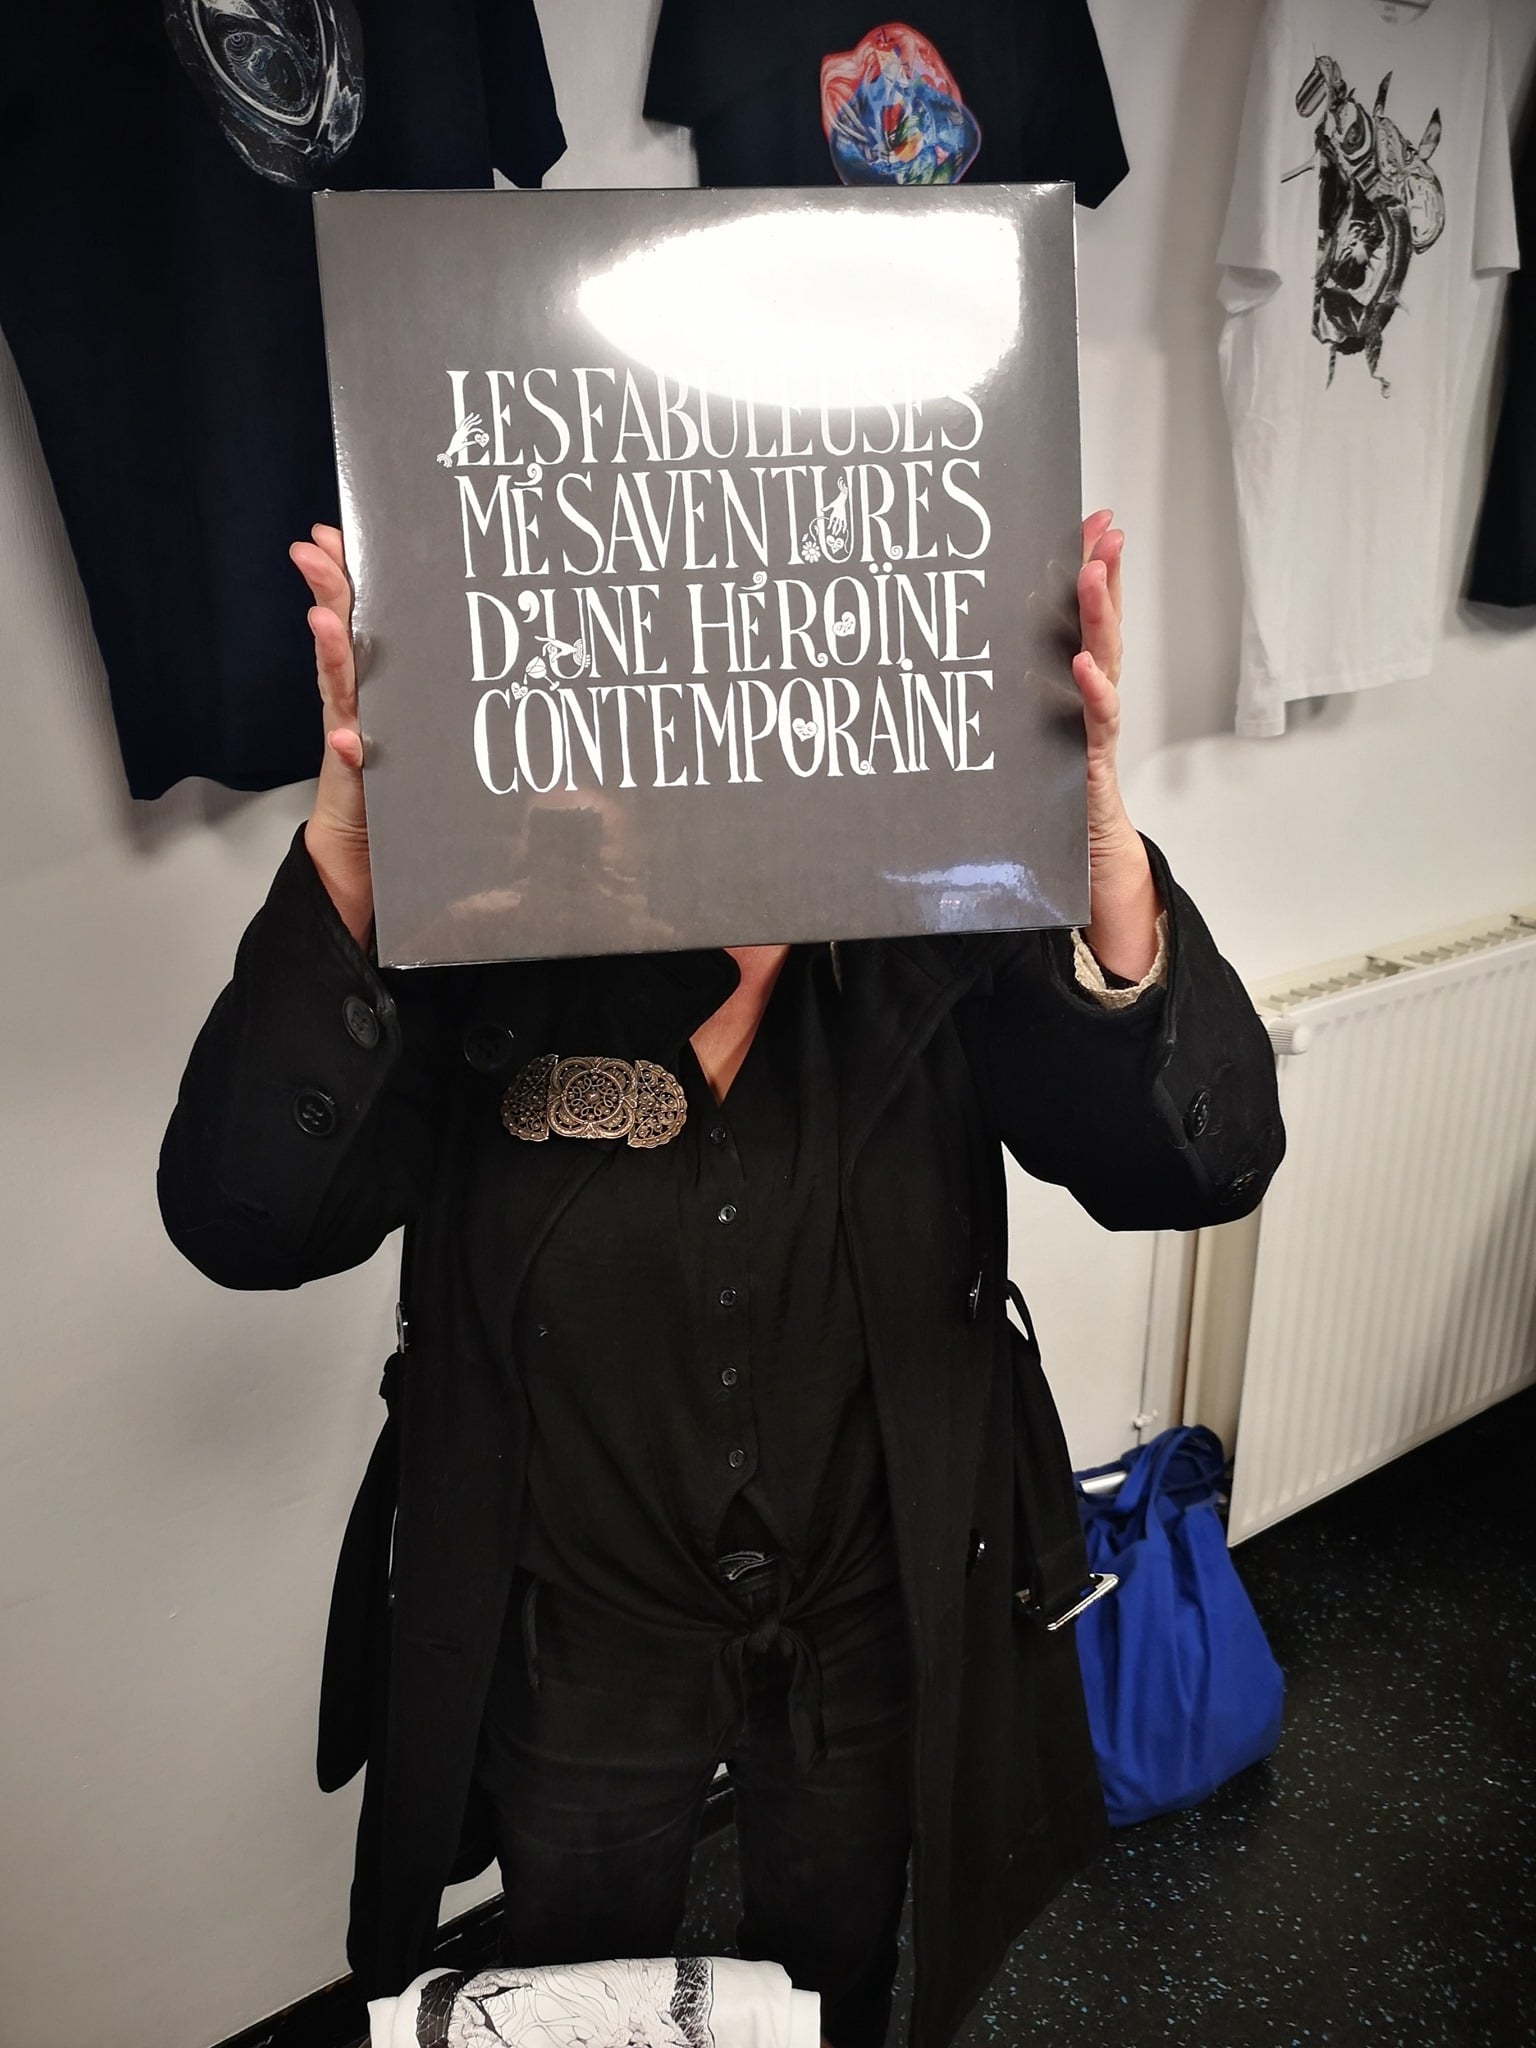 LES FABULEUSES
MÉSAVENTURES
D'UNE HÉROÏNE
CONTEMPORAINE